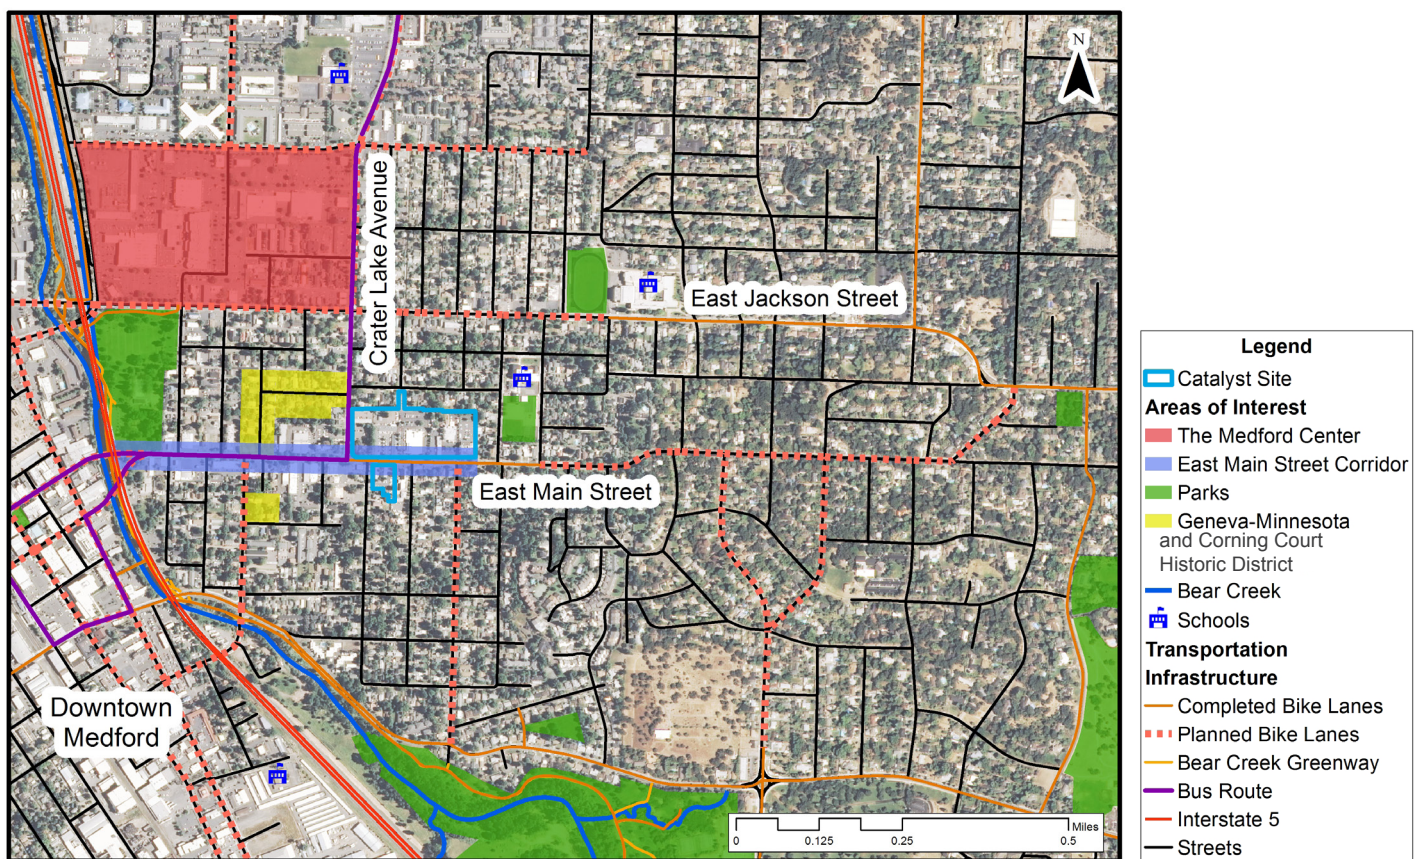 N
Crater Lake Avenue
East Jackson Street
East Main Street
Downtown
Medford
Miles
0
0.125
0.25
0.5
Legend
Catalyst Site
Areas of Interest
The Medford Center
East Main Street Corridor
Parks
Geneva-Minnesota
and Corning Court
Historic District
Bear Creek
Schools
Transportation
Infrastructure
Completed Bike Lanes
Planned Bike Lanes
Bear Creek Greenway
Bus Route
Interstate 5
Streets